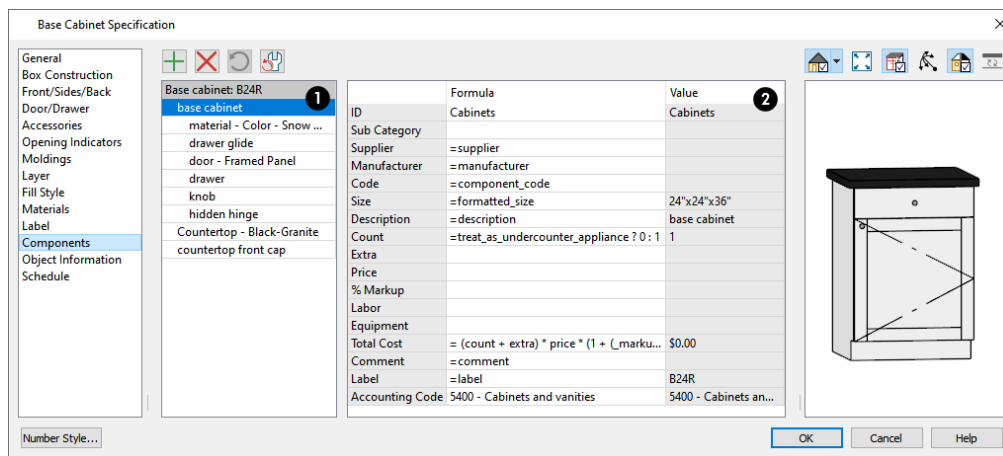 Base Cabinet Specification
General
Box Construction
Front/Sides/Back
Door/Drawer
Accessories
Opening Indicators
Moldings
Layer
Fill Style
Materials
Label
Components
Object Information
Schedule
Base cabinet: B24R
1
base cabinet
material - Color - Snow ...
drawer glide
door - Framed Panel
drawer
knob
hidden hinge
Countertop - Black-Granite
countertop front cap
Formula Value 2
ID Cabinets Cabinets
Sub Category
Supplier =supplier
Manufacturer =manufacturer
Code =component_code
Size =formatted_size 24"x24"x36"
Description =description base cabinet
Count =treat_as_undercounter_appliance ? 0 : 1 1
Extra
Price
% Markup
Labor
Equipment
Total Cost = (count + extra) * price * (1 + (_marku... $0.00
Comment =comment
Label =label B24R
Accounting Code 5400 - Cabinets and vanities 5400 - Cabinets an...
Number Style... OK Cancel Help